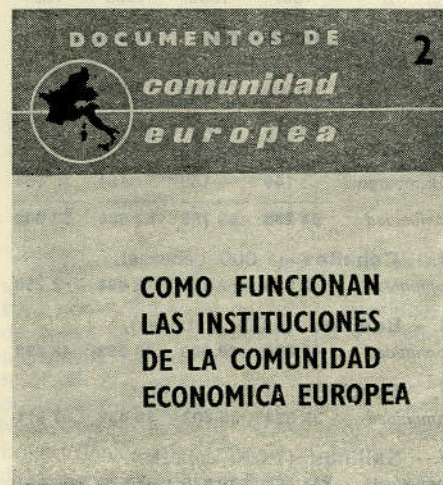 DOCUMENTOS DE
2
comunidad
europea
COMO FUNCIONAN
LAS INSTITUCIONES
DE LA COMUNIDAD
ECONOMICA EUROPEA